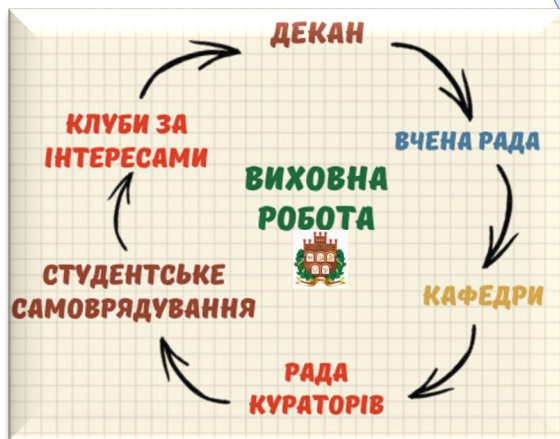 ДЕКАН
ВЧЕНА РАДА
КАФЕДРИ
РАДА
КУРАТОРІВ
СТУДЕНТСЬКЕ
САМОВРЯДУВАННЯ
КЛУБИ ЗА
ІНТЕРЕСАМИ
ВИХОВНА
РОБОТА